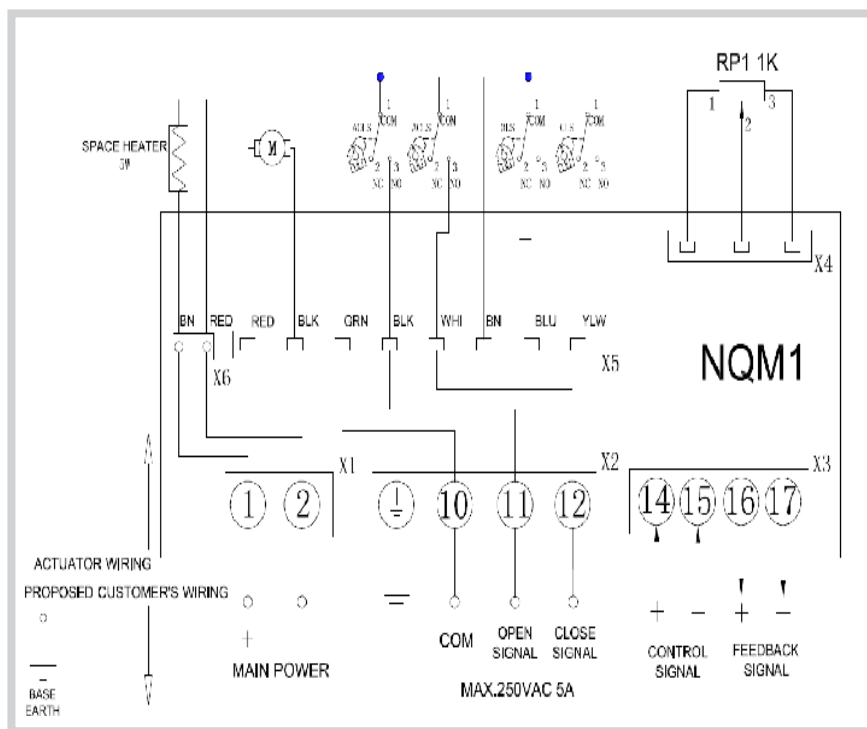 RP1 1K
1 3
2
SPACE HEATER
5W
M
1 1 1 1
COM COM COM COM
2 3 2 3 2 3 2 3
NC NO NC NO NC NO NC NO
X4
BN RED RED BLK GRN BLK WHI BN BLU YLW
X6 X5
NQM1
X1 X2 X3
1 2 10 11 12 14 15 16 17
ACTUATOR WIRING
PROPOSED CUSTOMER'S WIRING
+ + − + −
MAIN POWER
COM
OPEN SIGNAL
CLOSE SIGNAL
CONTROL SIGNAL
FEEDBACK SIGNAL
MAX.250VAC 5A
BASE
EARTH